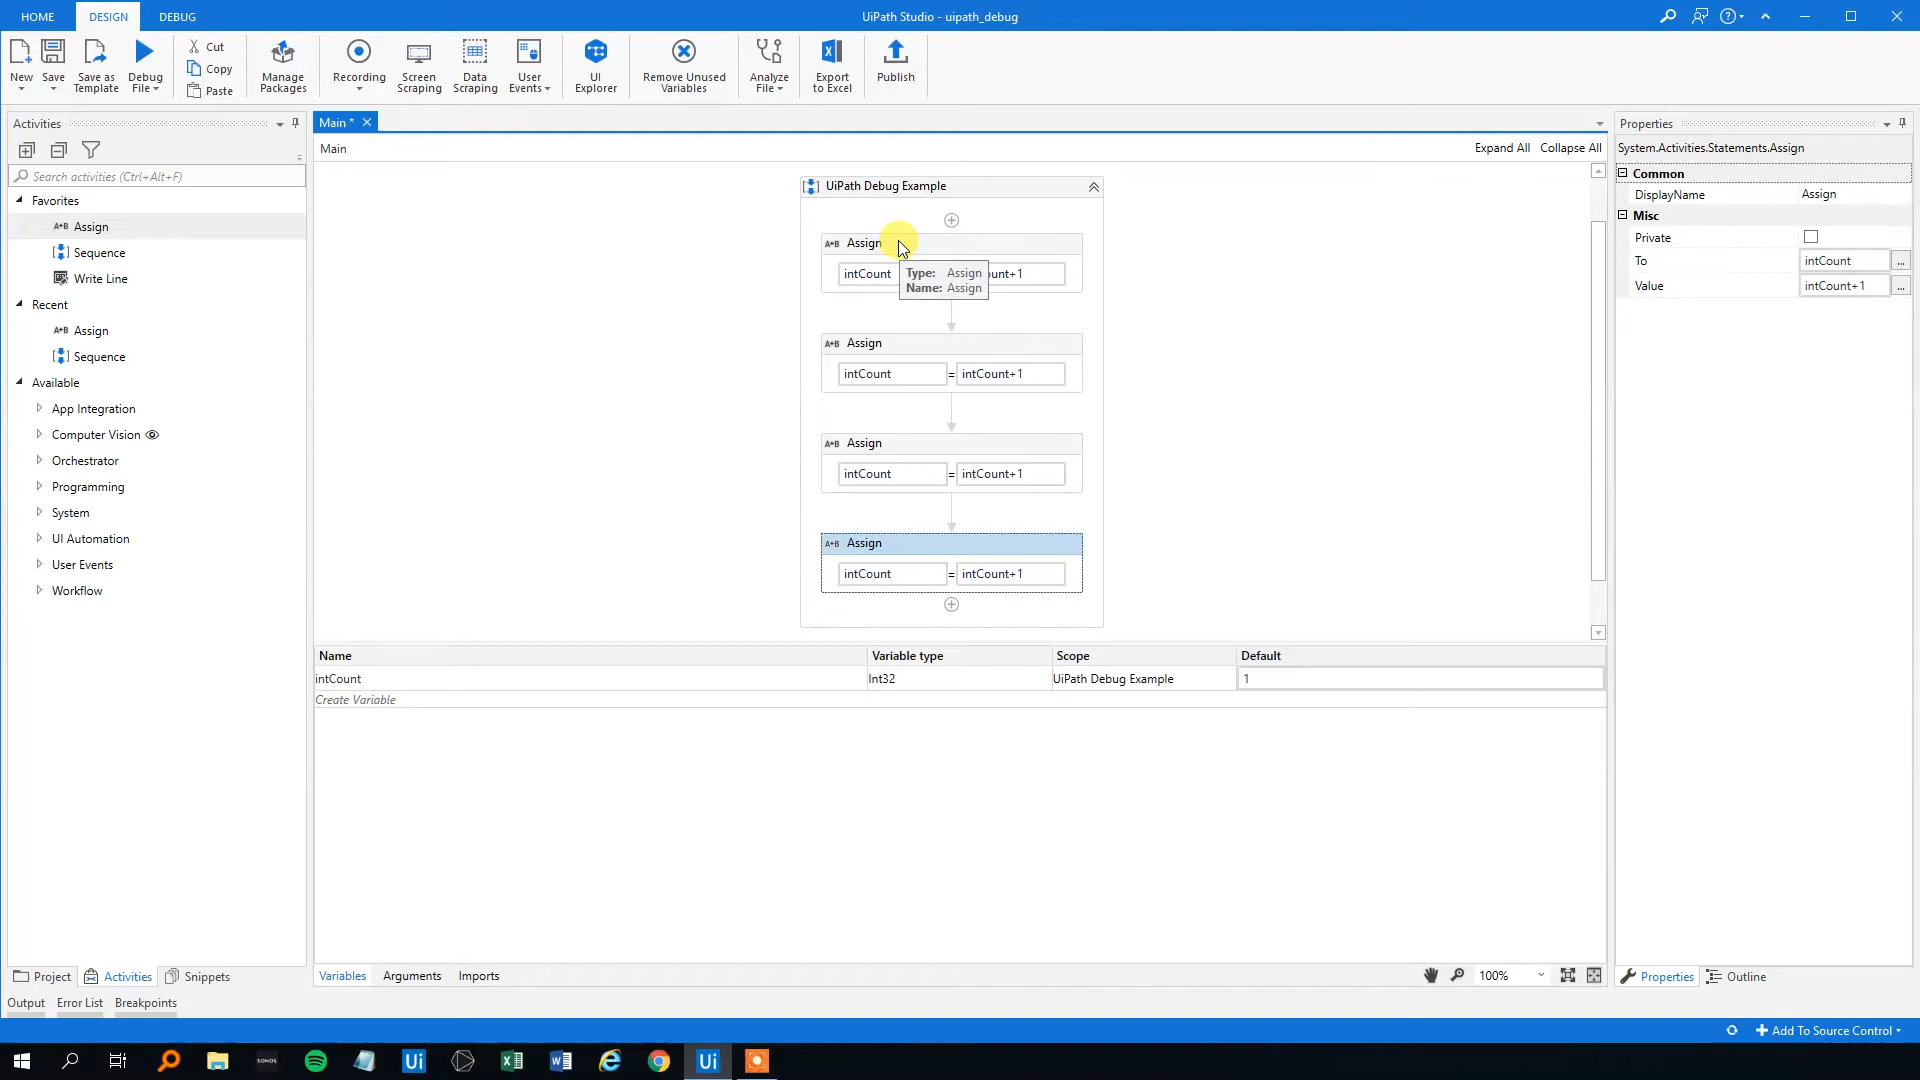 HOME DESIGN DEBUG UiPath Studio - uipath_debug
New Save Save as Template Debug File Cut Copy Paste Manage Packages Recording Screen Scraping Data Scraping User Events UI Explorer Remove Unused Variables Analyze File Export to Excel Publish
Activities
Search activities (Ctrl+Alt+F)
Favorites
Assign
Sequence
Write Line
Recent
Assign
Sequence
Available
App Integration
Computer Vision
Orchestrator
Programming
System
UI Automation
User Events
Workflow
Project Activities Snippets
Output Error List Breakpoints
Main *
Main Expand All Collapse All
UiPath Debug Example
A+B Assign
intCount unt+1
Type: Assign
Name: Assign
A+B Assign
intCount = intCount+1
A+B Assign
intCount = intCount+1
A+B Assign
intCount = intCount+1
Name Variable type Scope Default
intCount Int32 UiPath Debug Example 1
Create Variable
Variables Arguments Imports 100%
Properties
System.Activities.Statements.Assign
Common
DisplayName Assign
Misc
Private
To intCount ...
Value intCount+1 ...
Properties Outline
Add To Source Control
SONOS Ui Ui